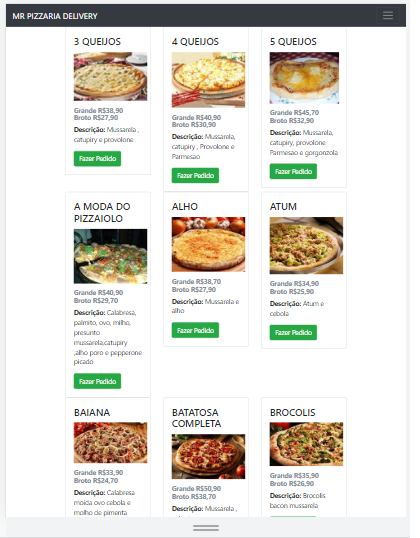 MR PIZZARIA DELIVERY
3 QUEIJOS
Grande R$38,90
Broto R$27,90
Descrição: Mussarela ,
catupiry e provolone
Fazer Pedido
4 QUEIJOS
Grande R$40,90
Broto R$30,90
Descrição: Mussarela,
catupiry , Provolone e
Parmesao
Fazer Pedido
5 QUEIJOS
Grande R$45,70
Broto R$32,90
Descrição: Mussarela,
catupiry, provolone
Parmesao e gorgonzola
Fazer Pedido
A MODA DO
PIZZAIOLO
Grande R$40,90
Broto R$29,70
Descrição: Calabresa,
palmito, ovo, milho,
presunto
mussarela,catupiry
,alho poro e pepperone
picado
Fazer Pedido
ALHO
Grande R$38,70
Broto R$27,90
Descrição: Mussarela e
alho
Fazer Pedido
ATUM
Grande R$34,90
Broto R$25,90
Descrição: Atum e
cebola
Fazer Pedido
BAIANA
Grande R$33,90
Broto R$24,70
Descrição: Calabresa
moida ovo cebola e
molho de pimenta
BATATOSA
COMPLETA
Grande R$50,90
Broto R$38,70
Descrição: Mussarela ,
BROCOLIS
Grande R$35,90
Broto R$26,90
Descrição: Brocolis
bacon mussarela